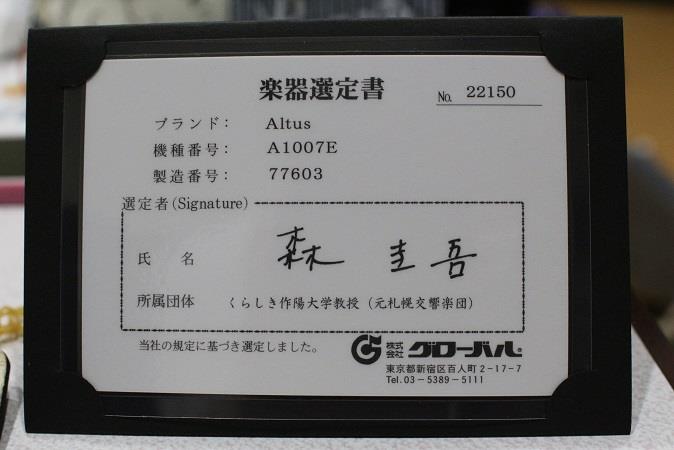 楽器選定書
No. 22150
ブランド： Altus
機種番号： A1007E
製造番号： 77603
選定者(Signature)
氏 名 森 圭吾
所属団体 くらしき作陽大学教授（元札幌交響楽団）
当社の規定に基づき選定しました。
株式会社 グローバル
東京都新宿区百人町2-17-7
Tel.03-5389-5111